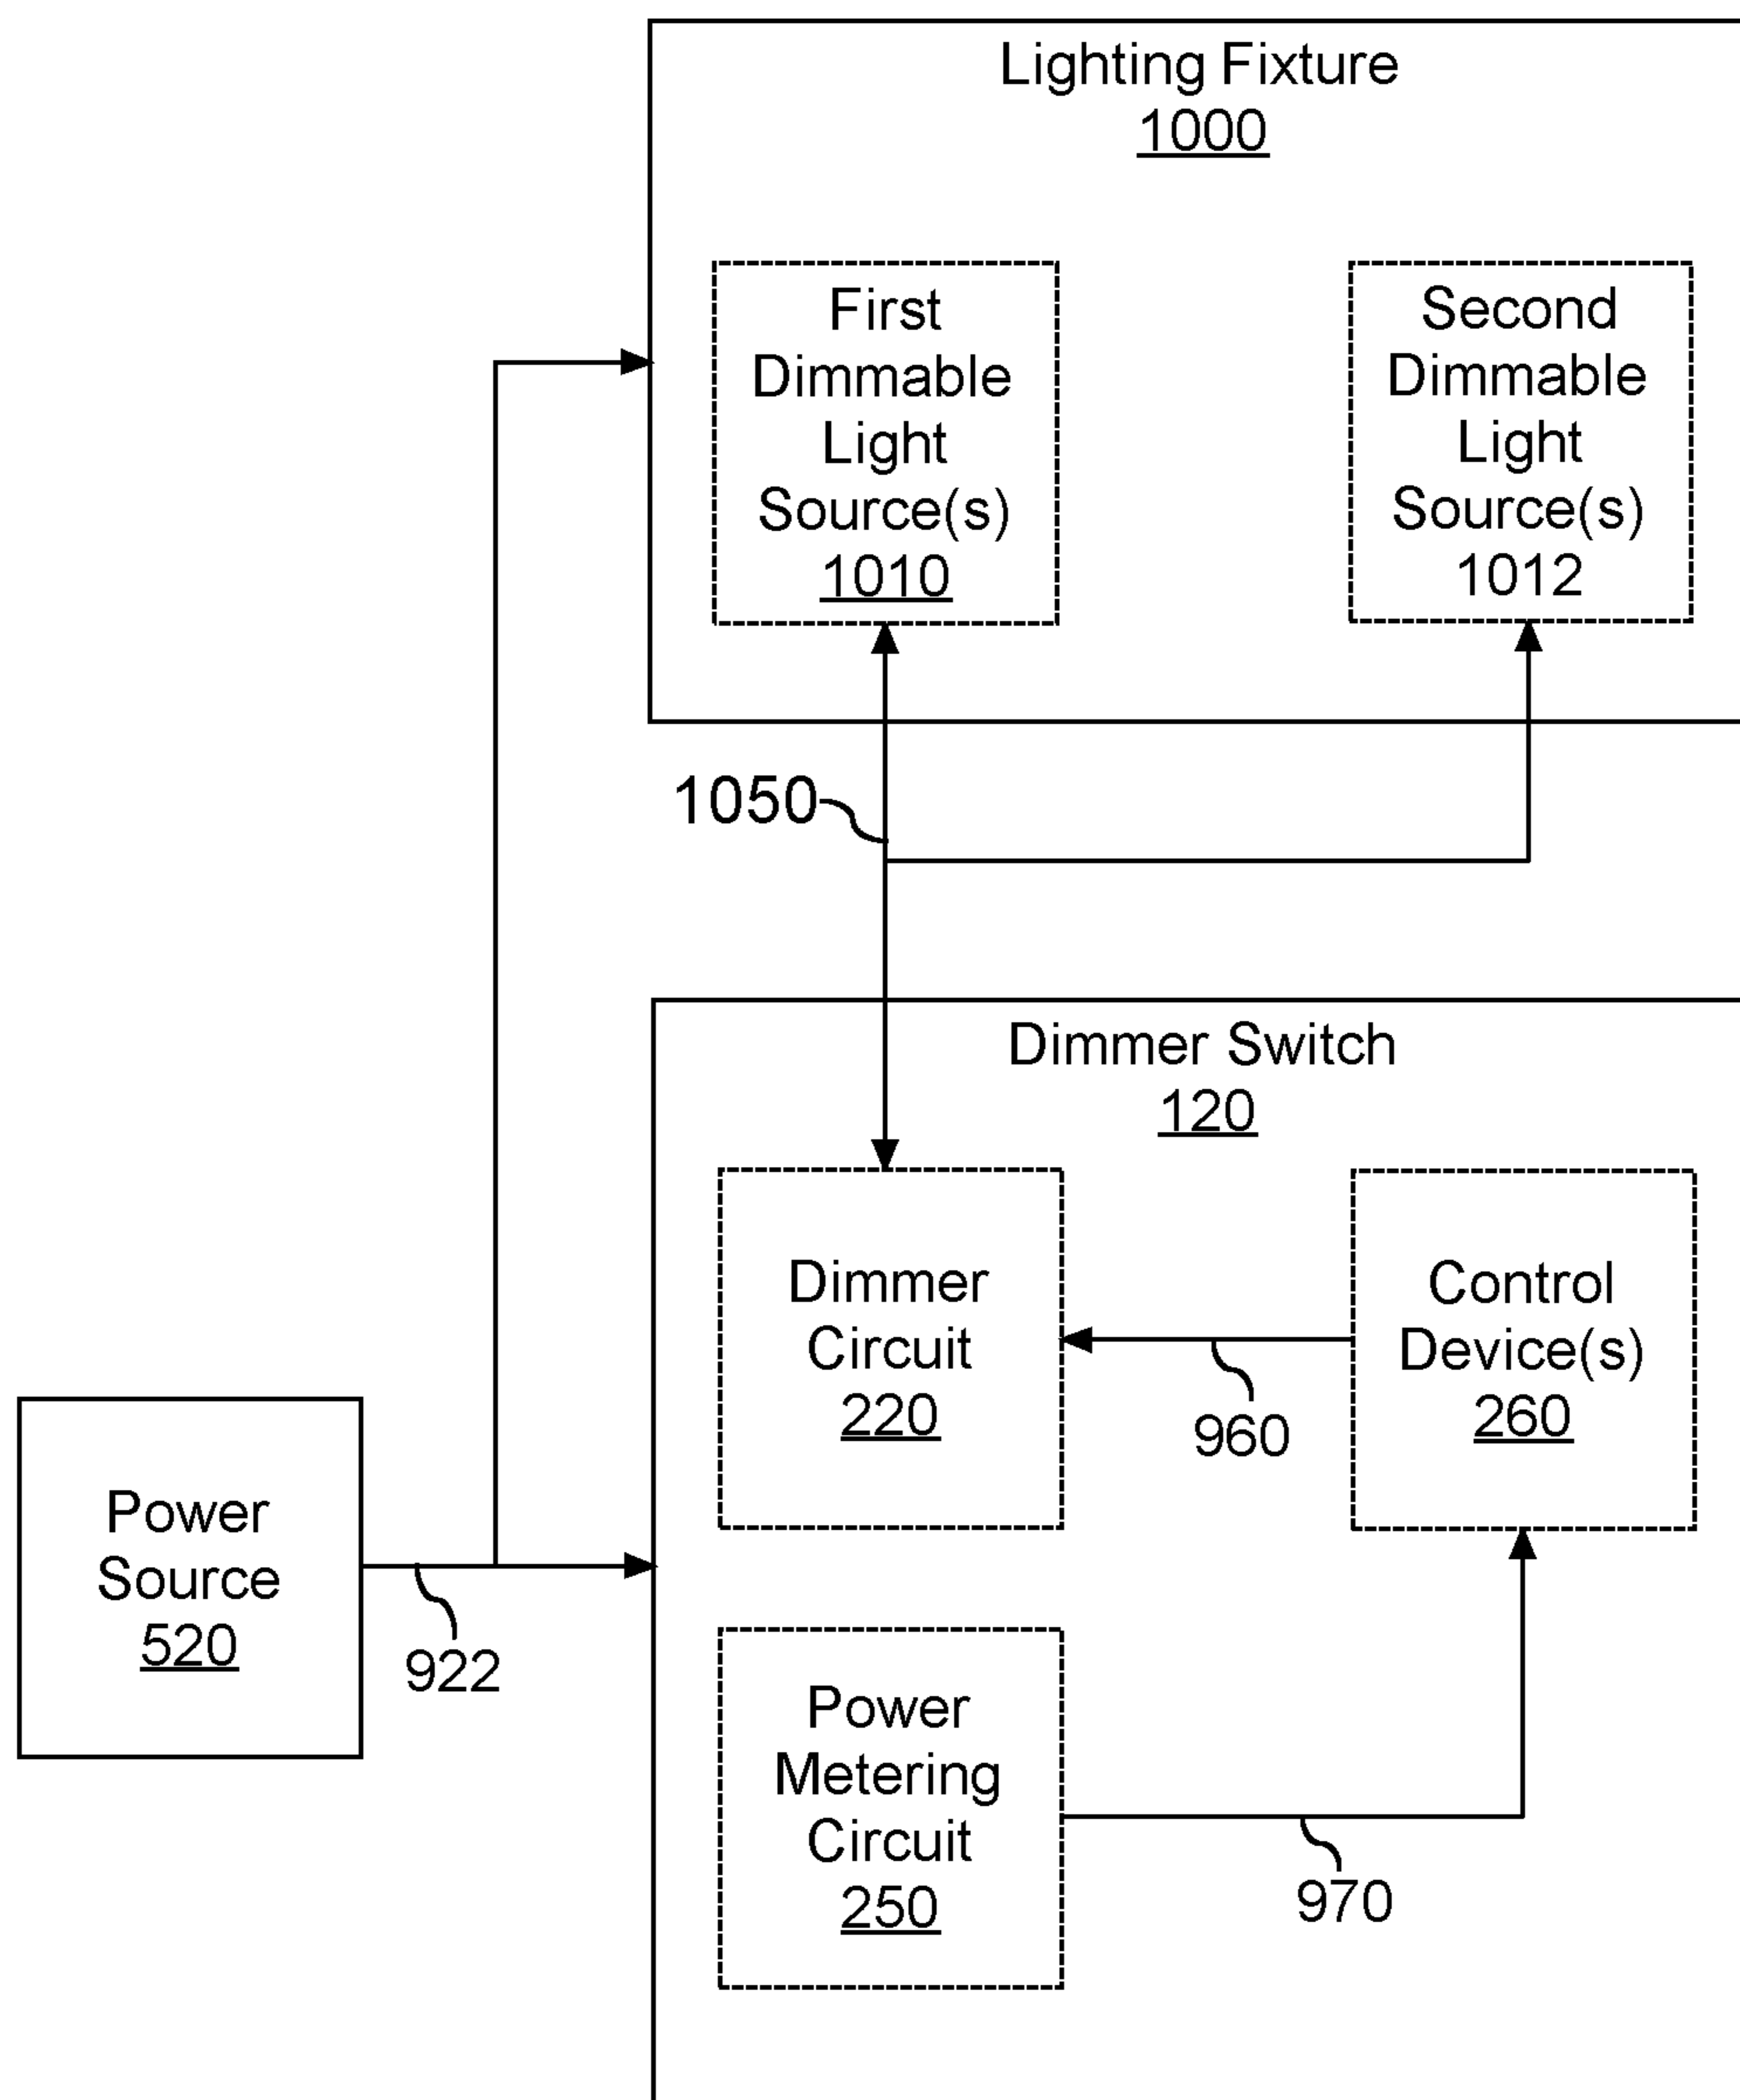 Lighting Fixture
1000
First
Dimmable
Light
Source(s)
1010
Second
Dimmable
Light
Source(s)
1012
1050
Dimmer Switch
120
Dimmer
Circuit
220
960
Control
Device(s)
260
Power
Source
520
922
Power
Metering
Circuit
250
970